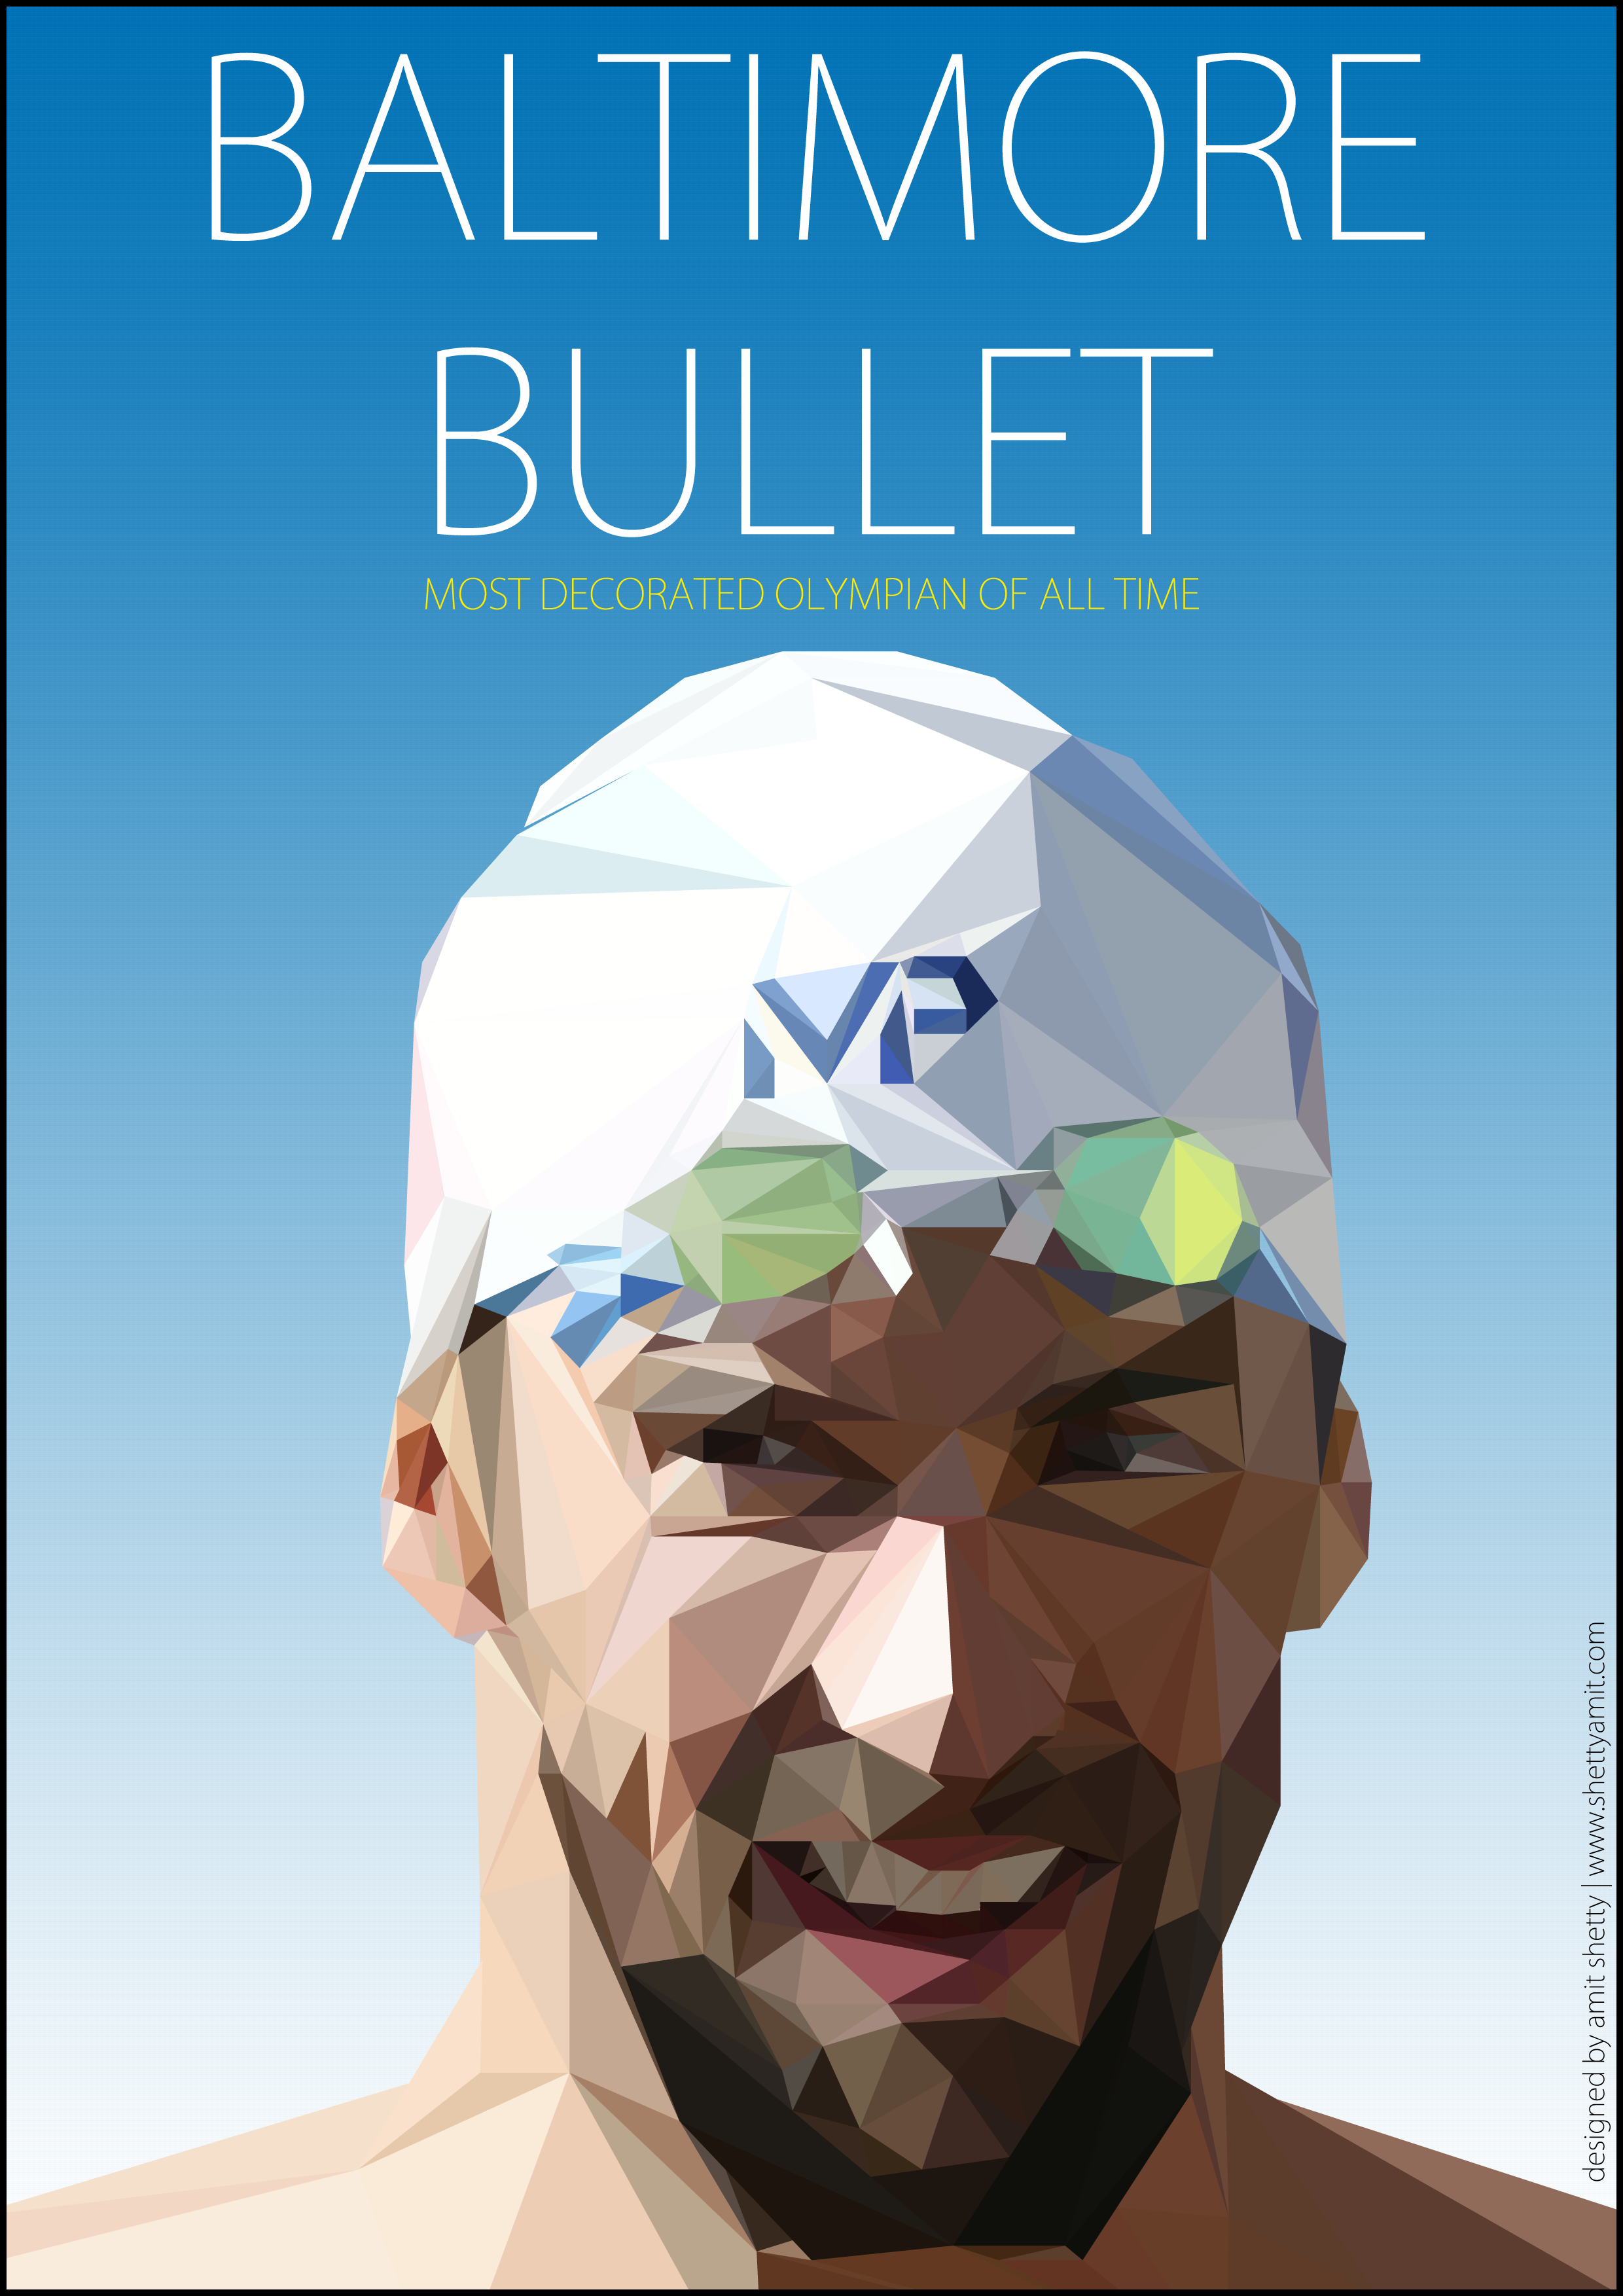 BALTIMORE
BULLET
MOST DECORATED OLYMPIAN OF ALL TIME
MP
designed by amit shetty | www.shettyamit.com